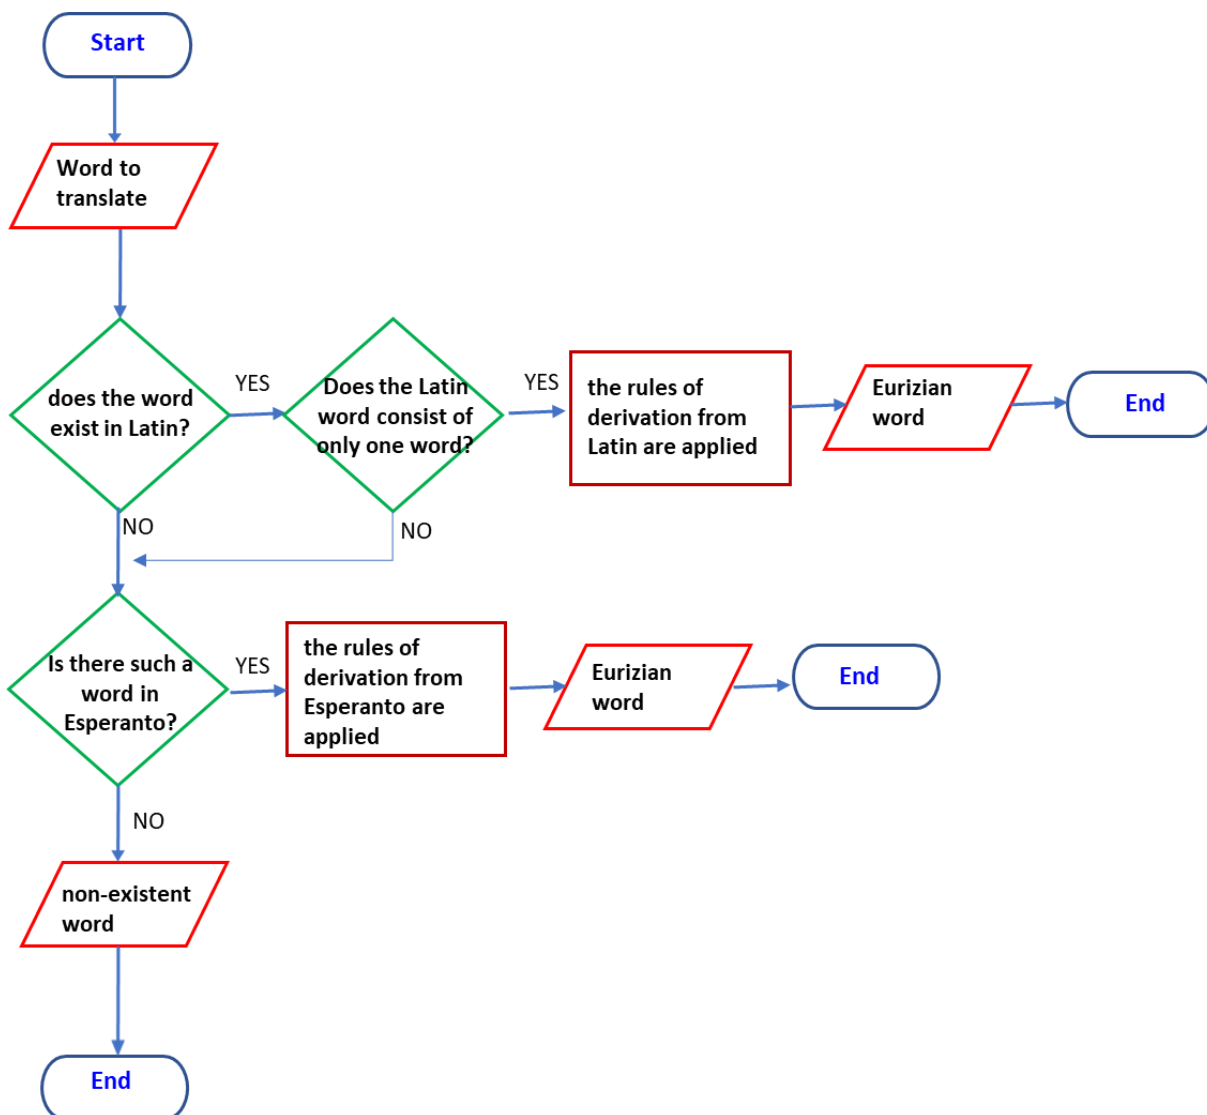 Start
Word to
translate
does the word
exist in Latin?
YES
Does the Latin
word consist of
only one word?
YES
the rules of
derivation from
Latin are applied
Eurizian
word
End
NO
NO
Is there such a
word in
Esperanto?
YES
the rules of
derivation from
Esperanto are
applied
Eurizian
word
End
NO
non-existent
word
End